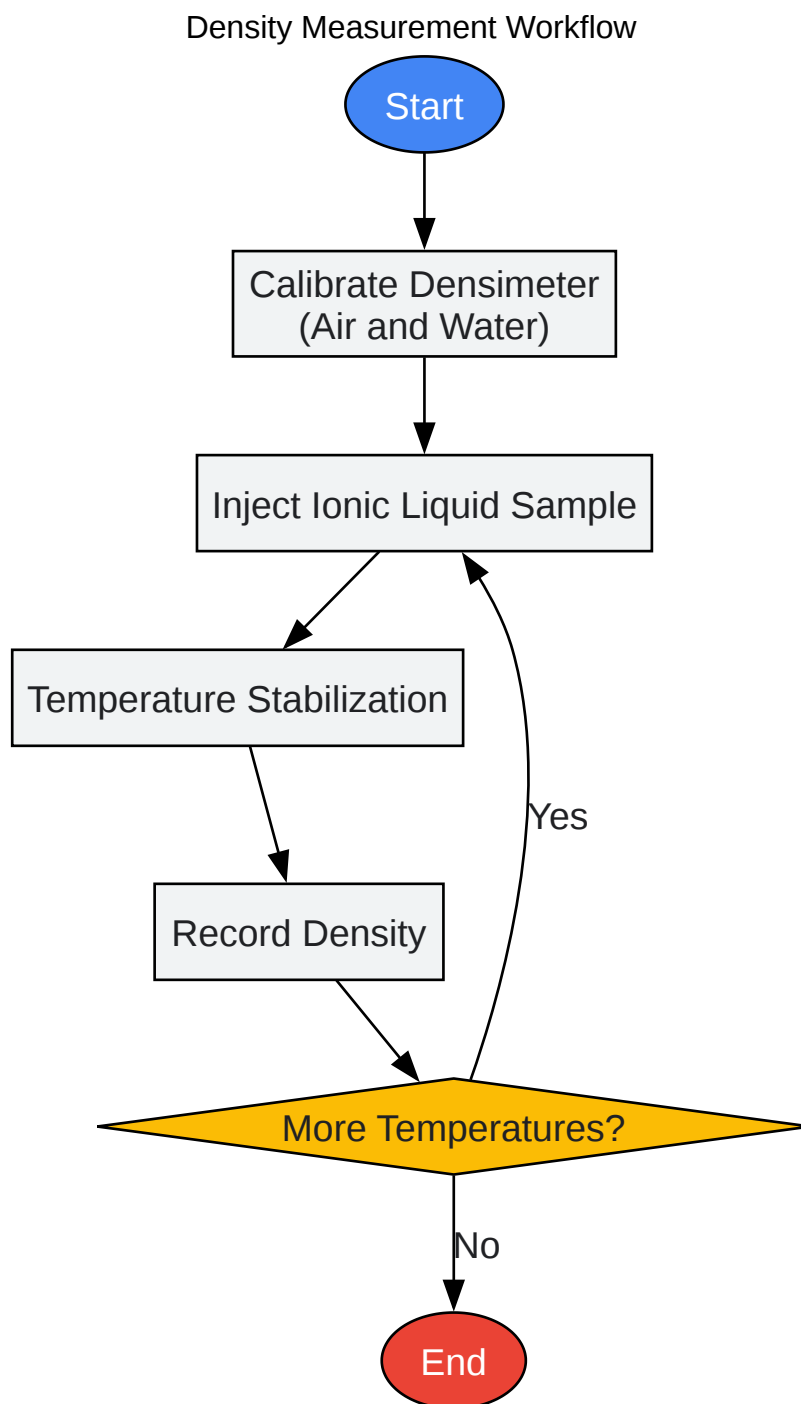 Density Measurement Workflow
Start
Calibrate Densimeter
(Air and Water)
Inject Ionic Liquid Sample
Temperature Stabilization
Yes
Record Density
More Temperatures?
No
End